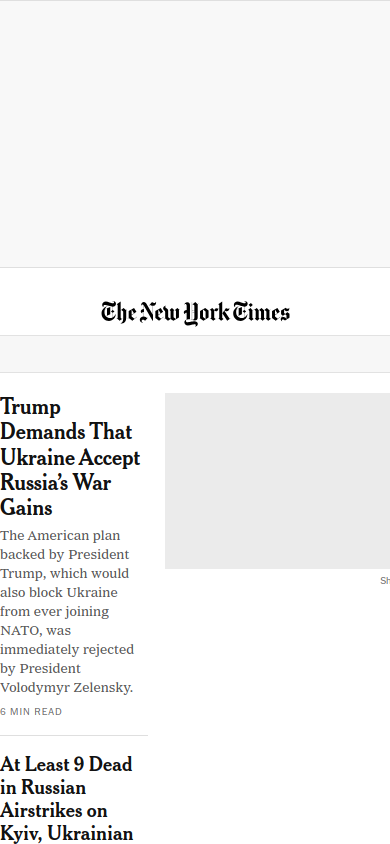 The New York Times
Trump
Demands That
Ukraine Accept
Russia's War
Gains
The American plan
backed by President
Trump, which would
also block Ukraine
from ever joining
NATO, was
immediately rejected
by President
Volodymyr Zelensky.
6 MIN READ
Sh
At Least 9 Dead
in Russian
Airstrikes on
Kyiv, Ukrainian